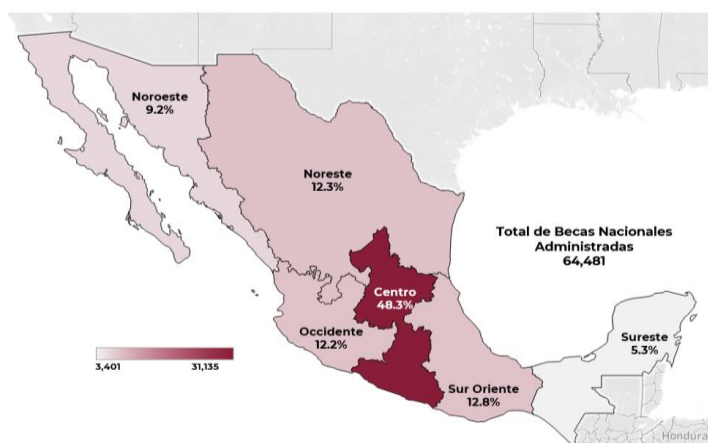 Noroeste
9.2%
Noreste
12.3%
Total de Becas Nacionales
Administradas
64,481
Centro
48.3%
Occidente
12.2%
Sureste
5.3%
3,401
31,135
Sur Oriente
12.8%
Hondura